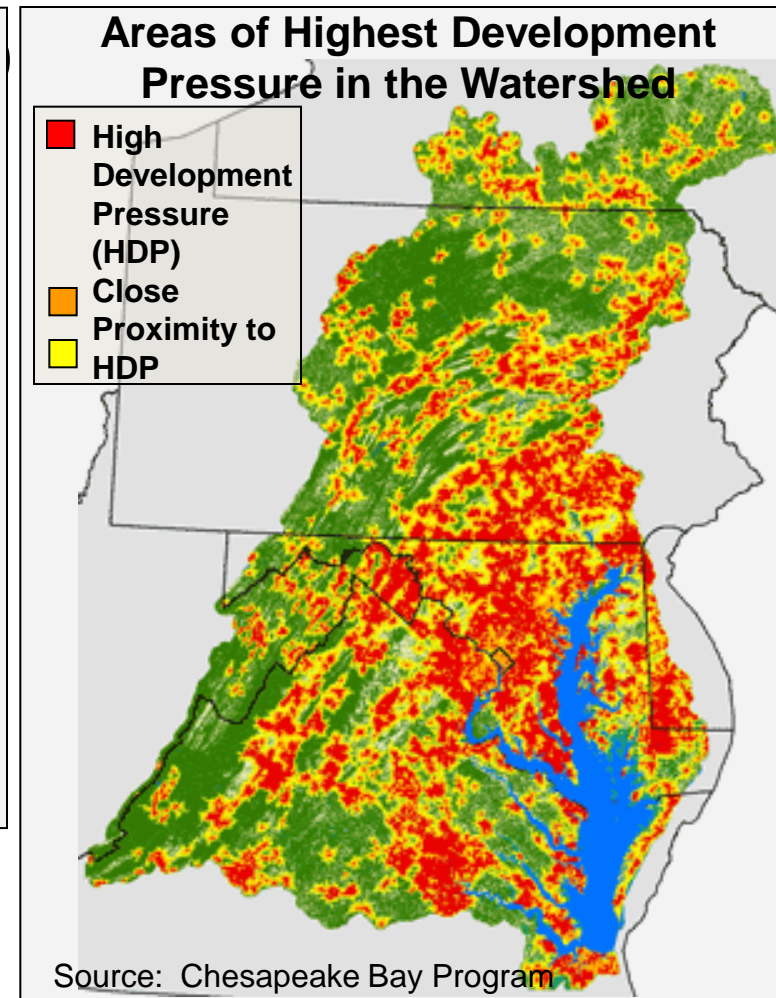 Areas of Highest Development
Pressure in the Watershed
High
Development
Pressure
(HDP)
Close
Proximity to
HDP
Source: Chesapeake Bay Program